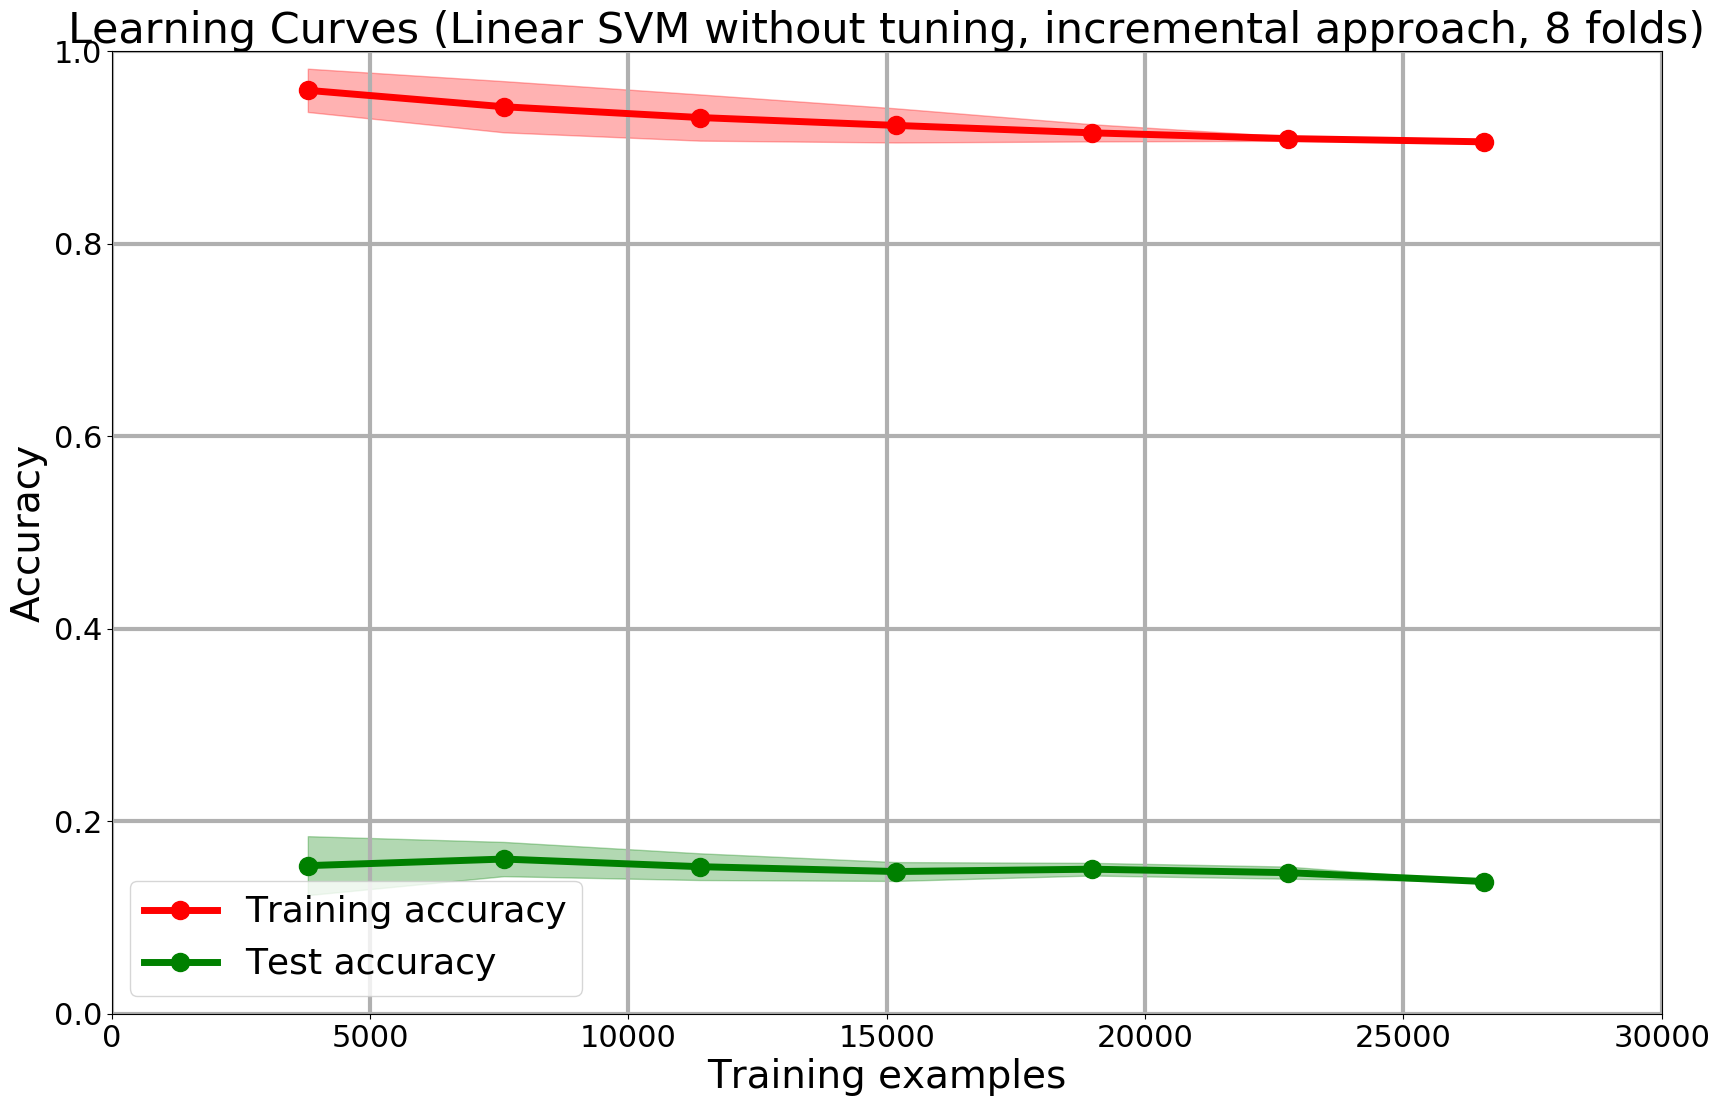 Learning Curves (Linear SVM without tuning, incremental approach, 8 folds)
1.0
0.8
0.6
0.4
0.2
0.0
Accuracy
Training accuracy
Test accuracy
0 5000 10000 15000 20000 25000 30000
Training examples